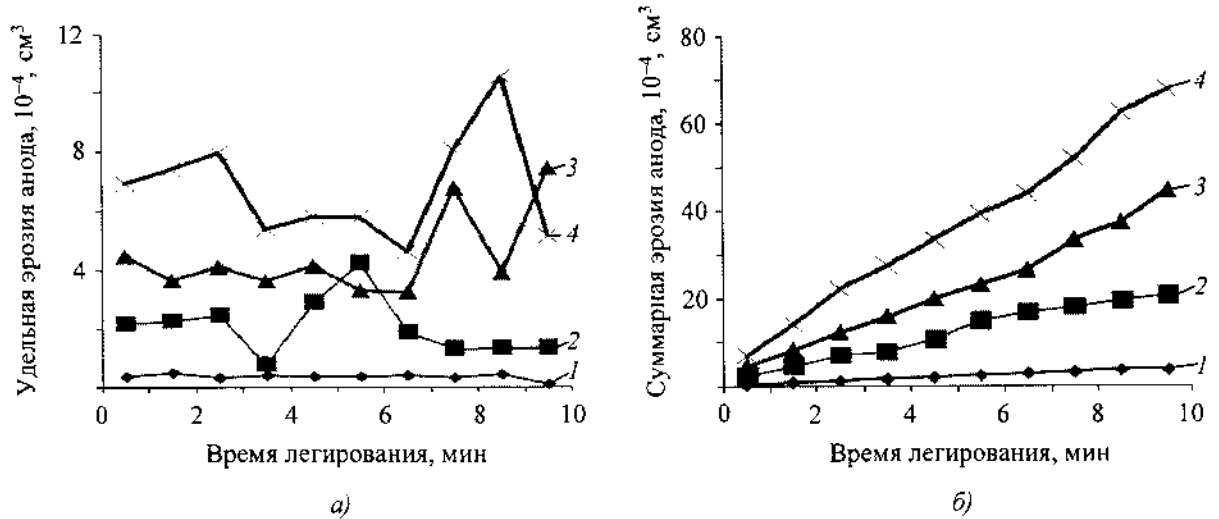 Удельная эрозия анода, 10⁻⁴, см³
12
8
4
0 2 4 6 8 10
3
4
2
1
Время легирования, мин
а)
Суммарная эрозия анода, 10⁻⁴, см³
80
60
40
20
0 2 4 6 8 10
4
3
2
1
Время легирования, мин
б)